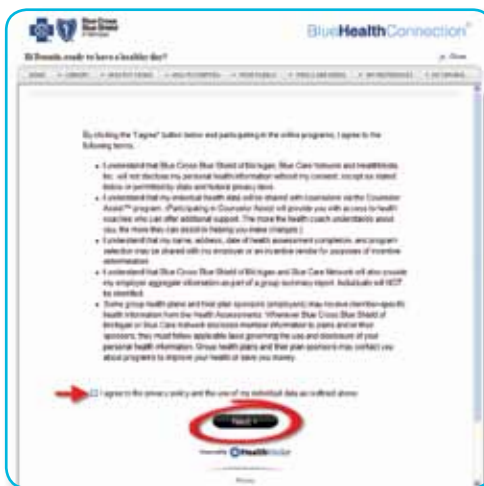 Blue Cross
Blue Shield
BlueHealthConnection®
ready to have a healthy day?
Close
HOME
By clicking the "I agree" button below and participating in the online programs, I agree to the
following terms:
• I understand that Blue Cross Blue Shield of Michigan, Blue Care Network and HealthMedia,
Inc. will not disclose my personal health information without my consent, except as stated
below or permitted by state and federal privacy laws.
• I understand that my individual health data will be shared with counselors via the Counselor
Assist™ program. (Participating in Counselor Assist will provide you with access to health
coaches who can offer additional support. The more the health coach understands about
you, the more they can assist in helping you make changes.)
• I understand that my name, address, date of health assessment completion, and program
selection may be shared with my employer or an incentive vendor for purposes of incentive
determination.
• I understand that Blue Cross Blue Shield of Michigan and Blue Care Network will also provide
my employer aggregate information as part of a group summary report. Individuals will NOT
be identified.
• Some group health plans and their plan sponsors (employers) may receive member-specific
health information from the Health Assessments. Whenever Blue Cross Blue Shield of
Michigan or Blue Care Network discloses member information to plans and/or their
sponsors, they must follow applicable laws governing the use and disclosure of your
personal health information. Group health plans and their plan sponsors may contact you
about programs to improve your health or save you money.
I agree to the privacy policy and the use of my individual data as outlined above
Next >
HealthMedia
Privacy